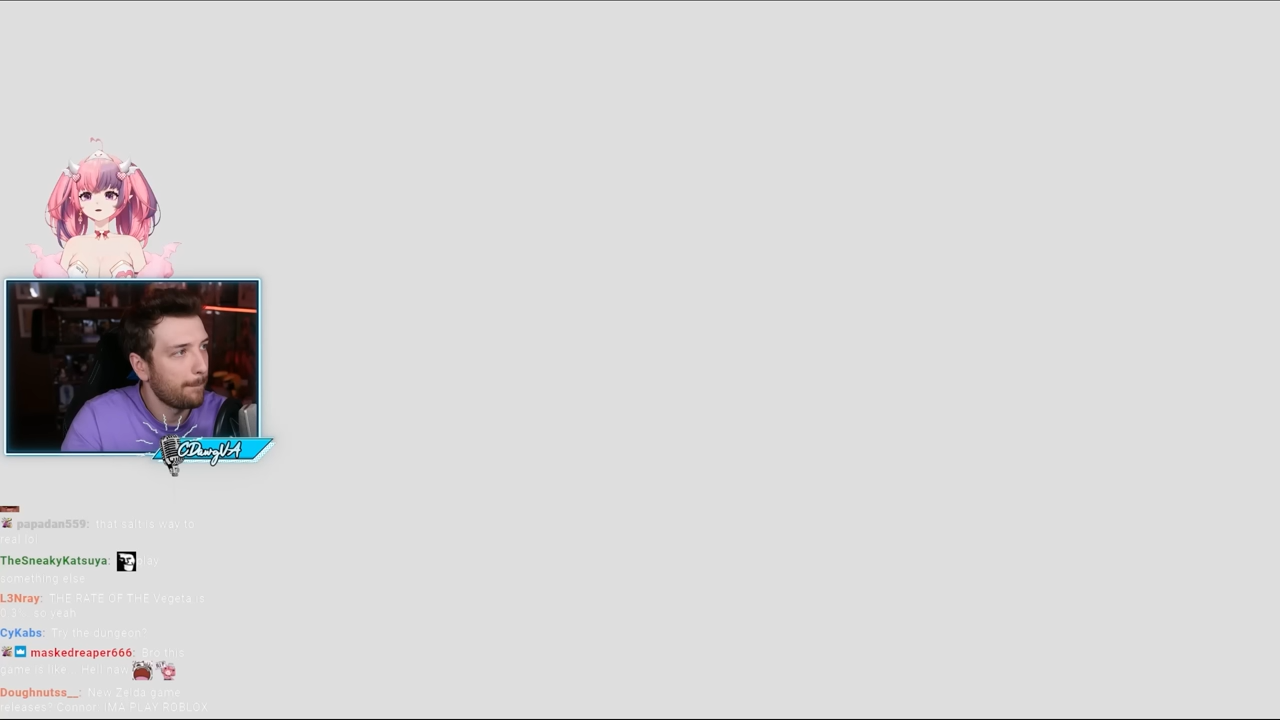 CDawgVA
papadan559: that salt is way to
real lol
TheSneakyKatsuya: play
something else
L3Nray: THE RATE OF THE Vegeta is
so yeah
CyKabs: Try the dungeon?
maskedreaper666: Bro this
game is like... Hell naw
Doughnutss__: New Zelda game
releases? Connor: IMA PLAY ROBLOX